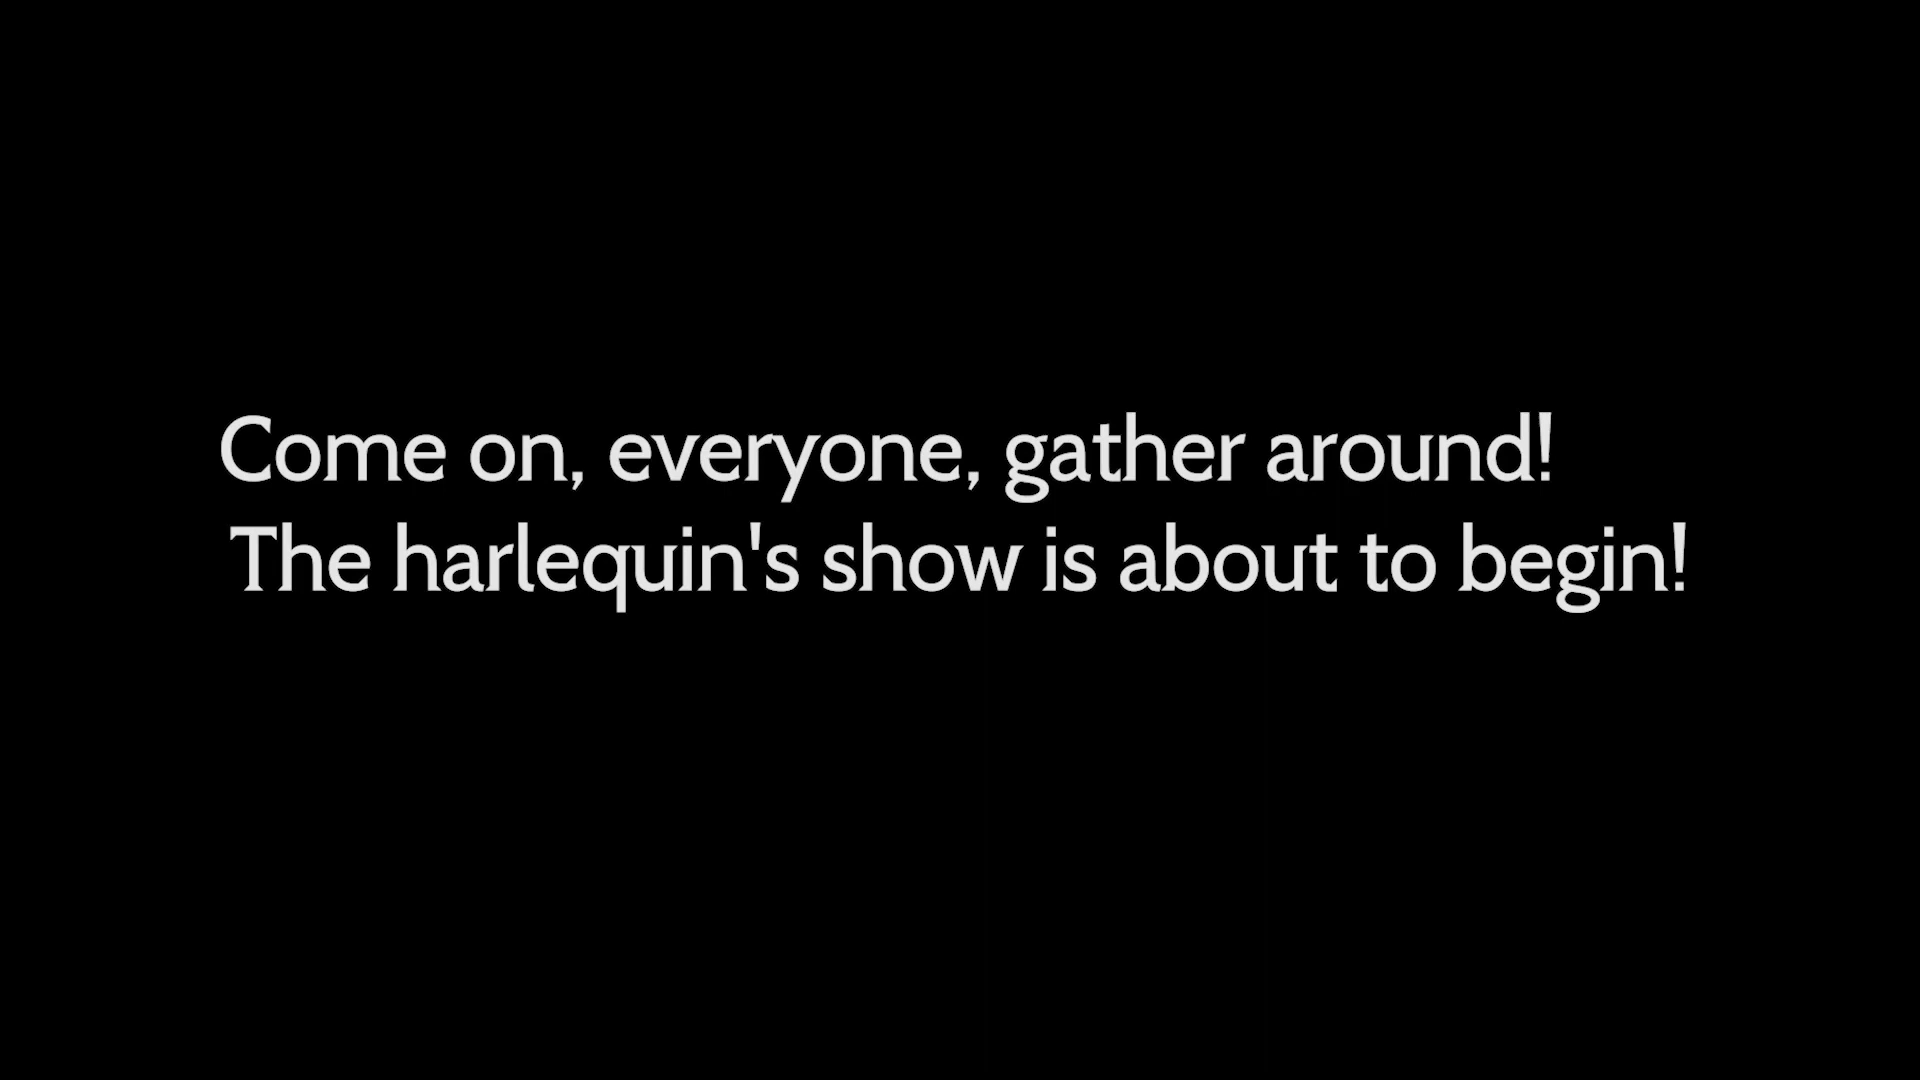 Come on, everyone, gather around!
The harlequin's show is about to begin!